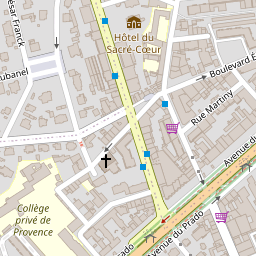 ésar Franck
ubanel
Hôtel du
Sacré-Cœur
Boulevard É
Rue Martiny
Avenue du
Collège
privé de
Provence
Avenue du Prado
Prado